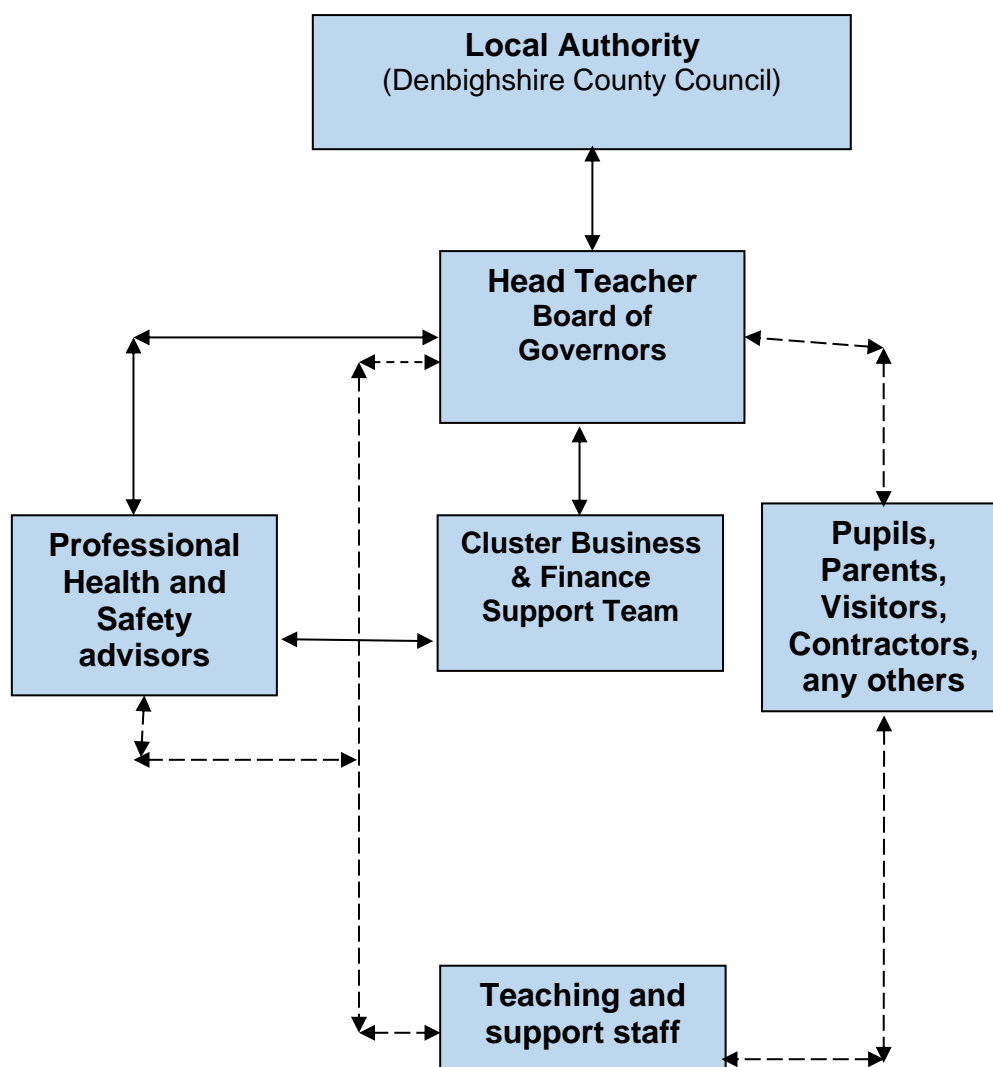 Local Authority
(Denbighshire County Council)
Head Teacher
Board of
Governors
Professional
Health and
Safety
advisors
Cluster Business
& Finance
Support Team
Pupils,
Parents,
Visitors,
Contractors,
any others
Teaching and
support staff